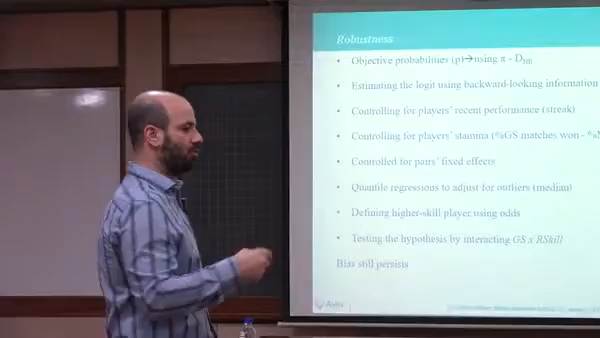 Robustness
• Objective probabilities (p)→using π - D
• Estimating the logit using backward-looking information
• Controlling for players' recent performance (streak)
• Controlling for players' stamina (%GS matches won - %
• Controlled for pairs' fixed effects
• Quantile regressions to adjust for outliers (median)
• Defining higher-skill player using odds
• Testing the hypothesis by interacting GS x RSkill
Bias still persists